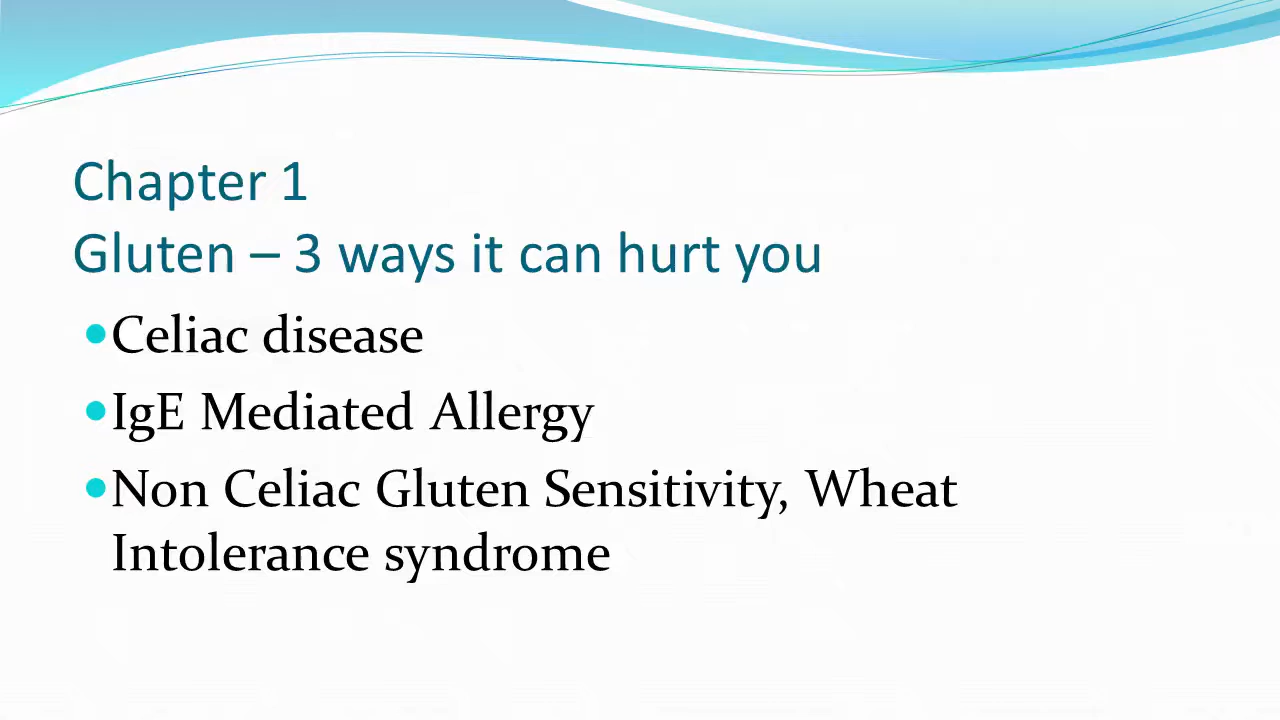 Chapter 1
Gluten – 3 ways it can hurt you
•Celiac disease
•IgE Mediated Allergy
•Non Celiac Gluten Sensitivity, Wheat
Intolerance syndrome